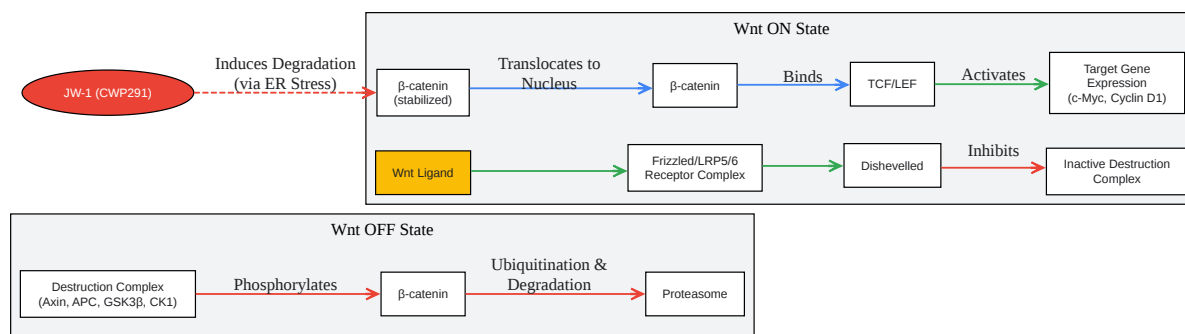 Wnt ON State
Induces Degradation
(via ER Stress)
JW-1 (CWP291)
β-catenin
(stabilized)
Translocates to
Nucleus
β-catenin
Binds
TCF/LEF
Activates
Target Gene
Expression
(c-Myc, Cyclin D1)
Wnt Ligand
Frizzled/LRP5/6
Receptor Complex
Dishevelled
Inhibits
Inactive Destruction
Complex
Wnt OFF State
Destruction Complex
(Axin, APC, GSK3β, CK1)
Phosphorylates
β-catenin
Ubiquitination &
Degradation
Proteasome